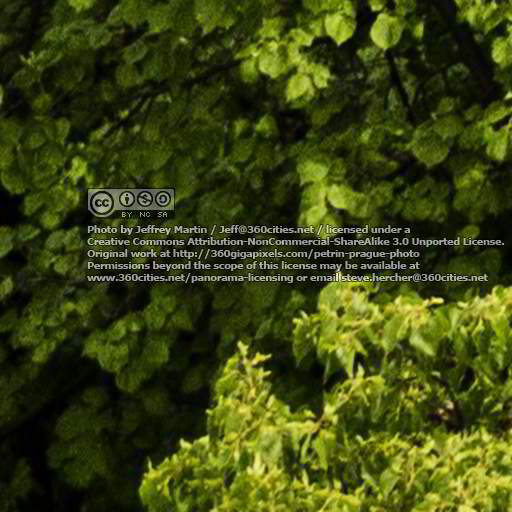 cc
BY NC SA
Photo by Jeffrey Martin / Jeff@360cities.net / licensed under a
Creative Commons Attribution-NonCommercial-ShareAlike 3.0 Unported License.
Original work at http://360gigapixels.com/petrin-prague-photo
Permissions beyond the scope of this license may be available at
www.360cities.net/panorama-licensing or email steve.hercher@360cities.net